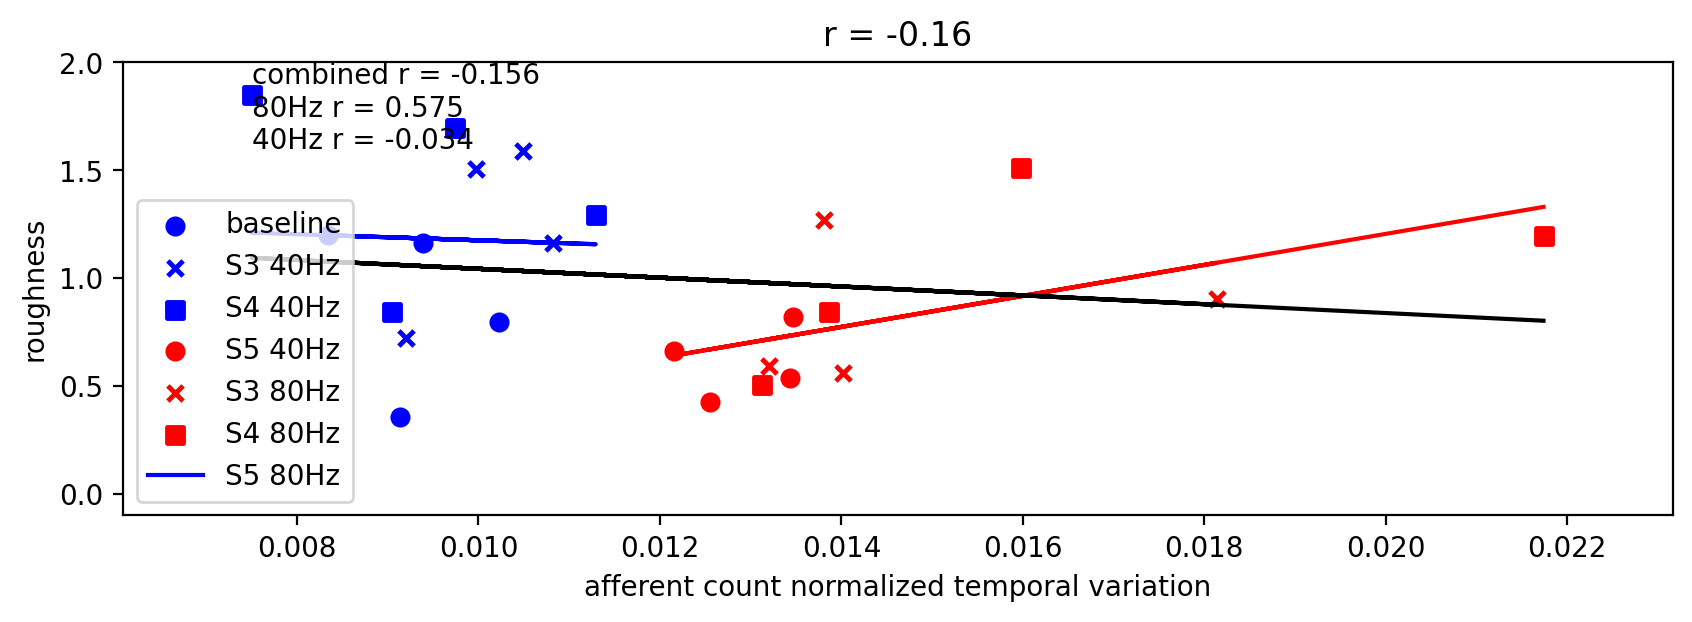 r = -0.16
combined r = -0.156
80Hz r = 0.575
40Hz r = -0.034
2.0
1.5
1.0
0.5
0.0
roughness
baseline
S3 40Hz
S4 40Hz
S5 40Hz
S3 80Hz
S4 80Hz
S5 80Hz
0.008 0.010 0.012 0.014 0.016 0.018 0.020 0.022
afferent count normalized temporal variation